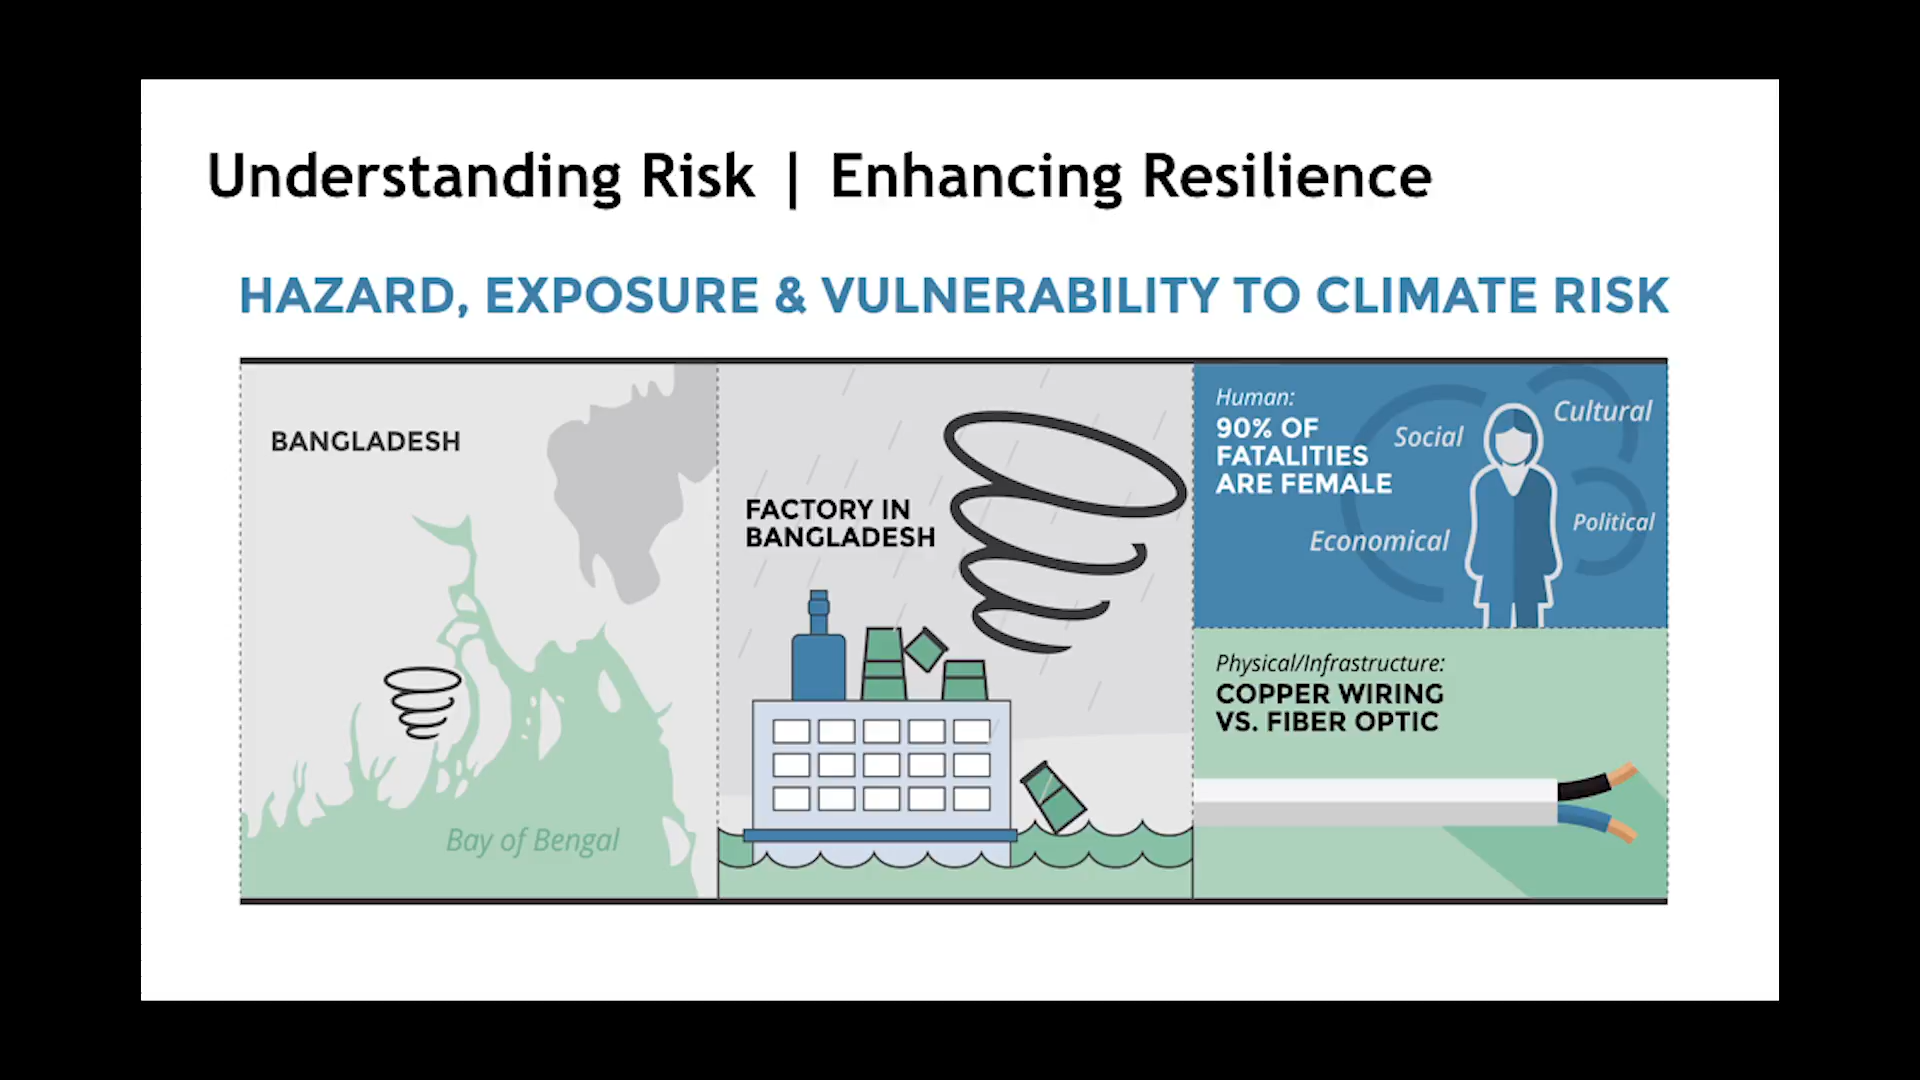 Understanding Risk | Enhancing Resilience
HAZARD, EXPOSURE & VULNERABILITY TO CLIMATE RISK
BANGLADESH
Bay of Bengal
FACTORY IN
BANGLADESH
Human:
90% OF
FATALITIES
ARE FEMALE
Social
Cultural
Economical
Political
Physical/Infrastructure:
COPPER WIRING
VS. FIBER OPTIC